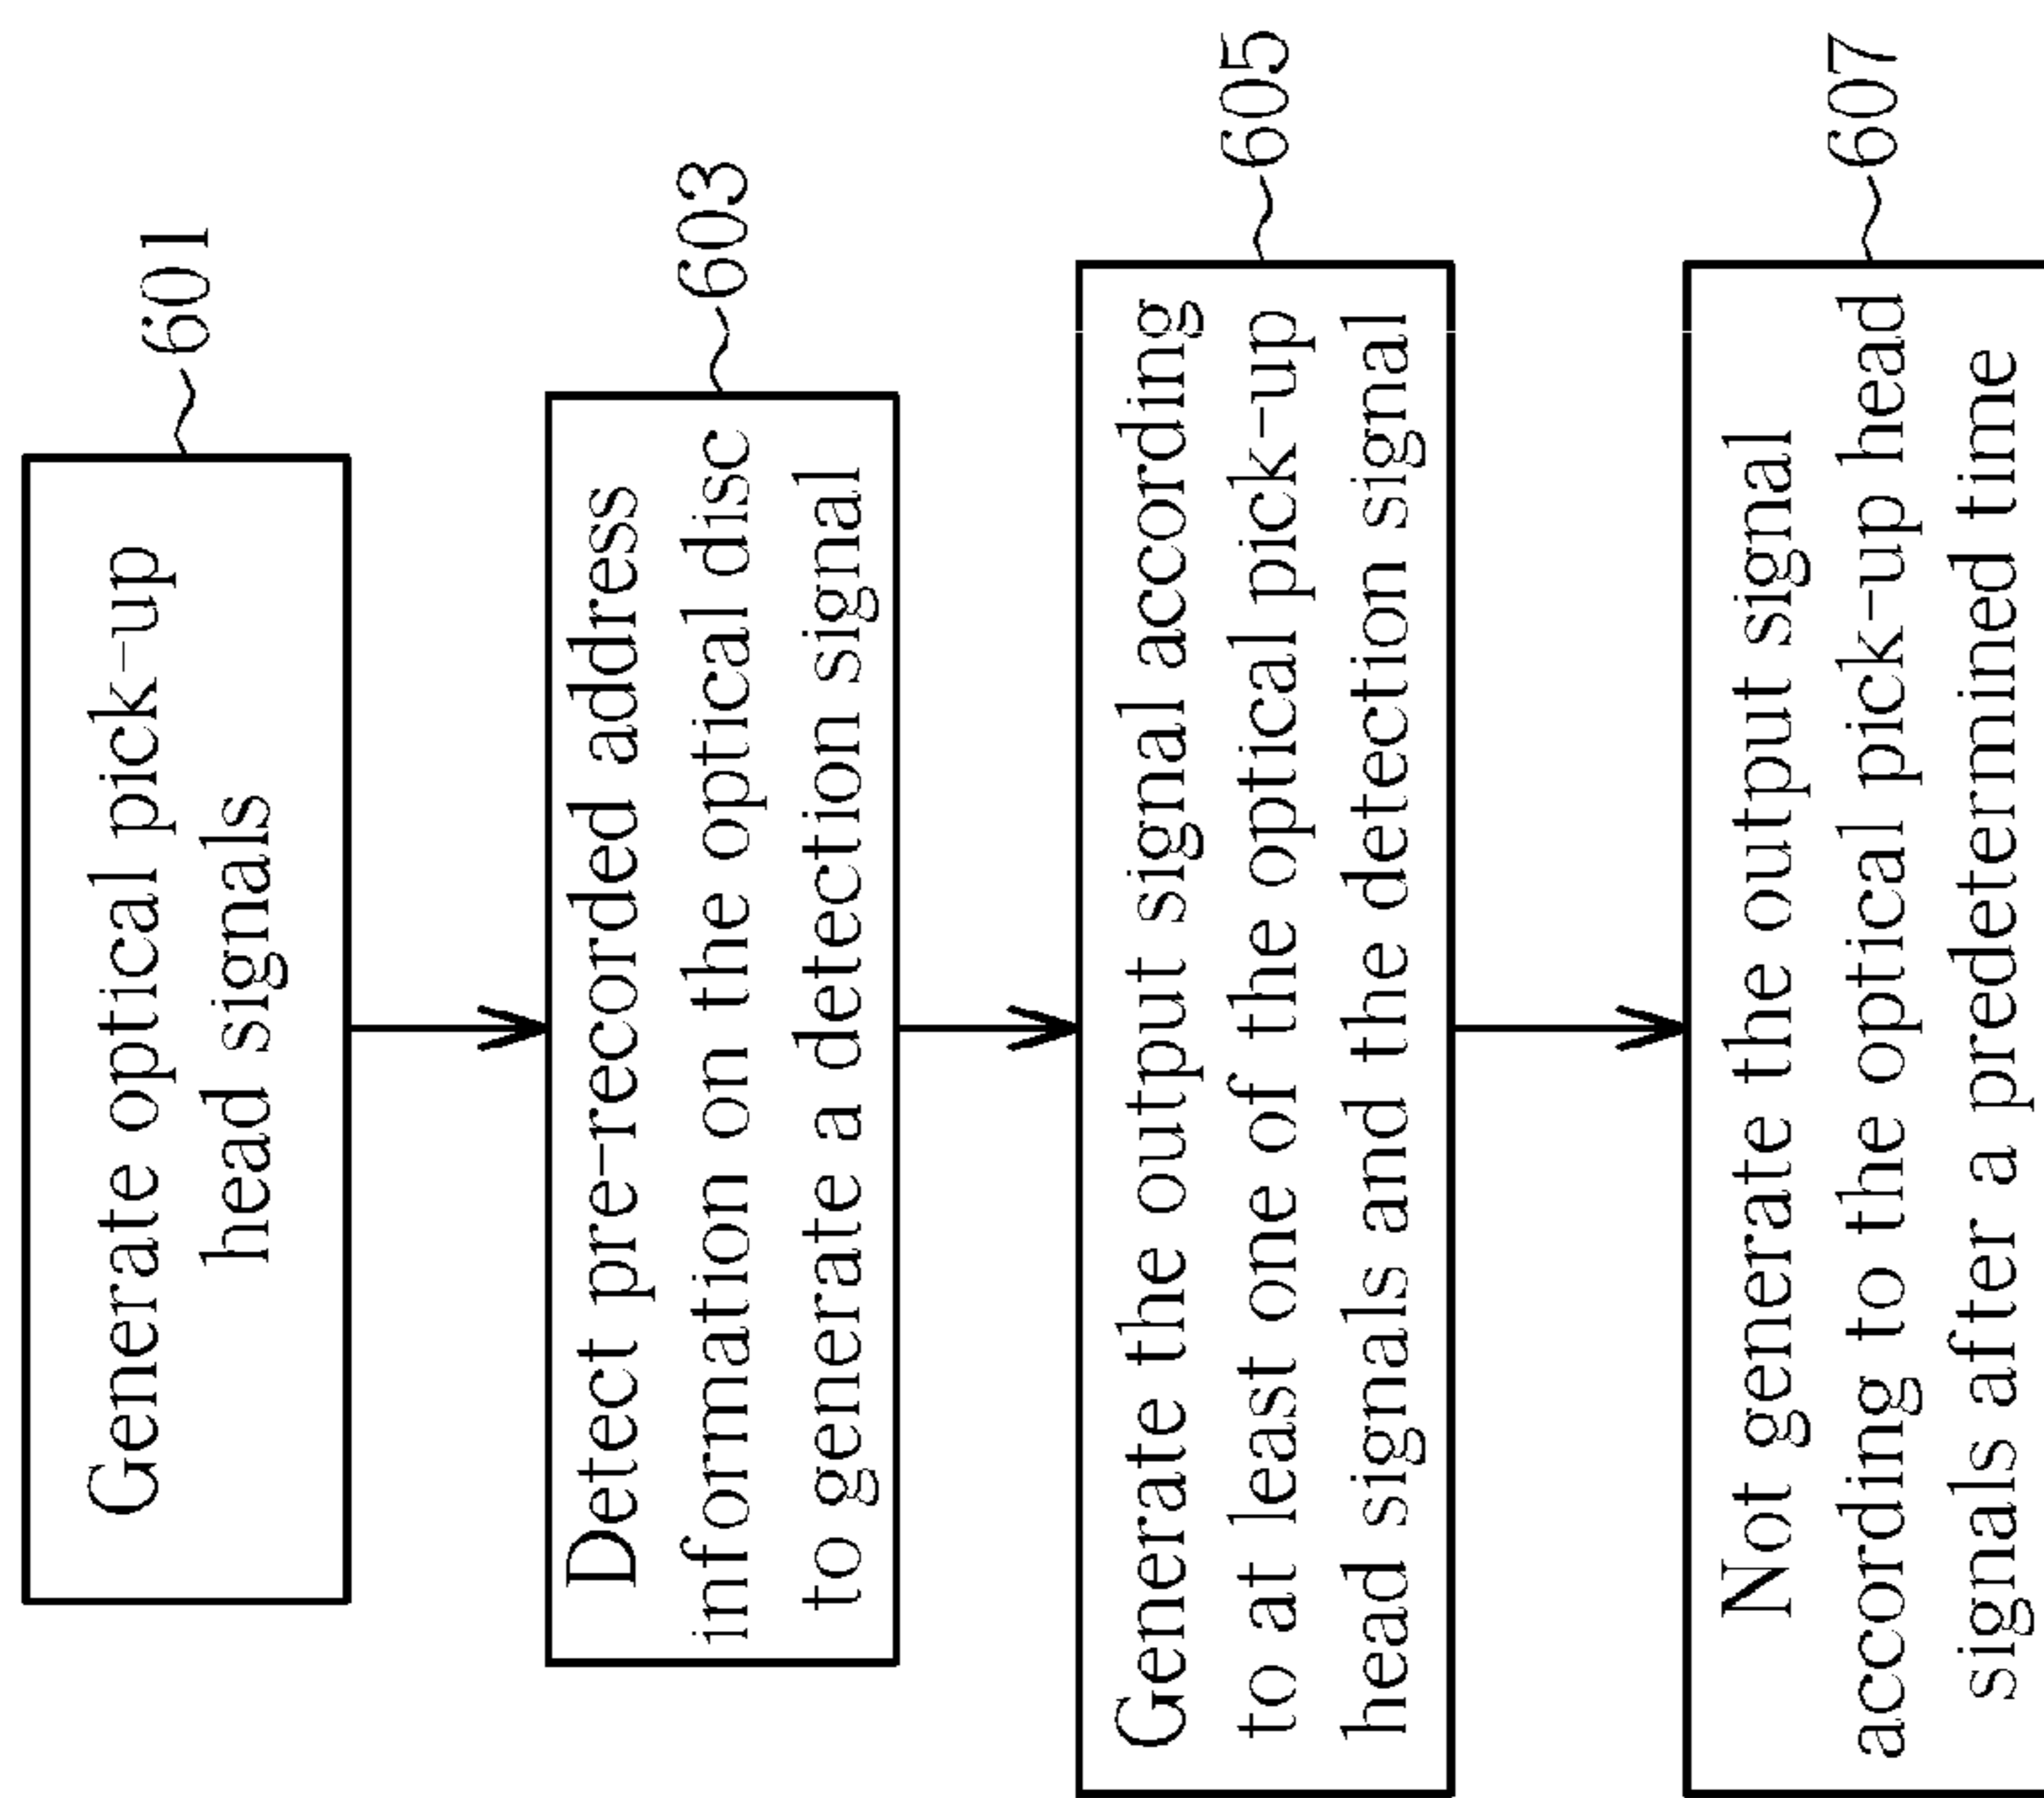 Generate optical pick-up
head signals
601
Detect pre-recorded address
information on the optical disc
to generate a detection signal
603
Generate the output signal according
to at least one of the optical pick-up
head signals and the detection signal
605
Not generate the output signal
according to the optical pick-up head
signals after a predetermined time
607